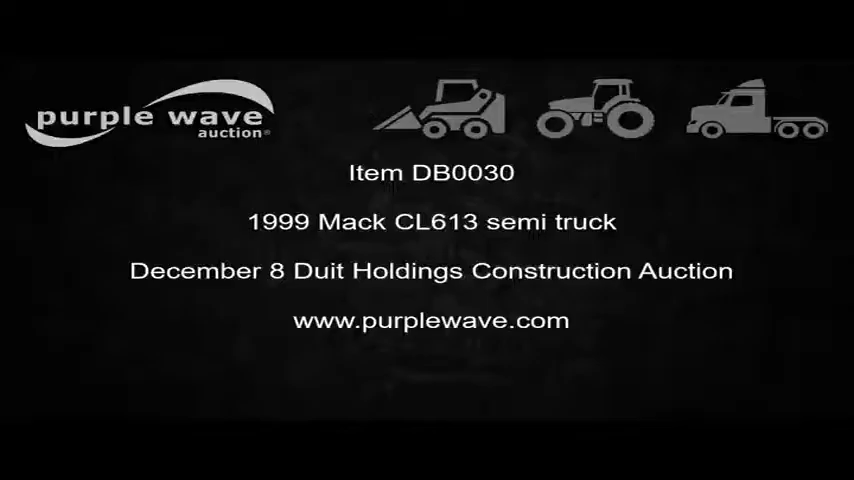 purple wave
auction®
Item DB0030
1999 Mack CL613 semi truck
December 8 Duit Holdings Construction Auction
www.purplewave.com